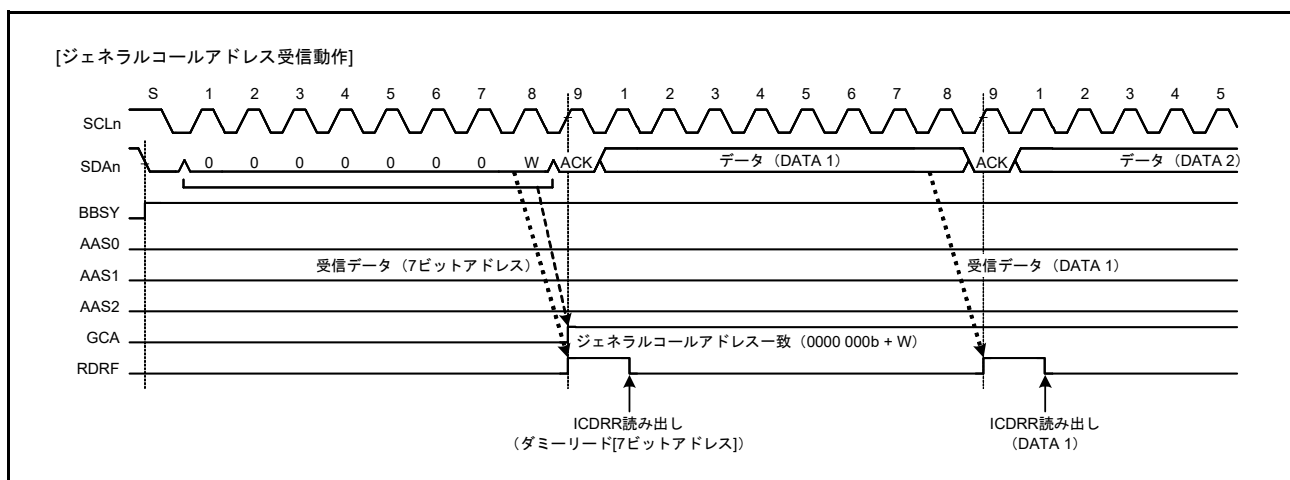 [ジェネラルコールアドレス受信動作]
S 1 2 3 4 5 6 7 8 9 1 2 3 4 5 6 7 8 9 1 2 3 4 5
SCLn
SDAn 0 0 0 0 0 0 0 W ACK データ（DATA 1） ACK データ（DATA 2）
BBSY
AAS0
受信データ（7ビットアドレス） 受信データ（DATA 1）
AAS1
AAS2
GCA
ジェネラルコールアドレス一致（0000 000b + W）
RDRF
ICDRR読み出し
（ダミーリード[7ビットアドレス]）
ICDRR読み出し
(DATA 1)